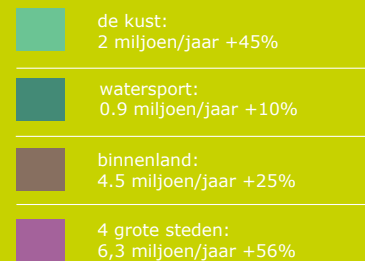 de kust:
2 miljoen/jaar +45%
watersport:
0.9 miljoen/jaar +10%
binnenland:
4.5 miljoen/jaar +25%
4 grote steden:
6,3 miljoen/jaar +56%